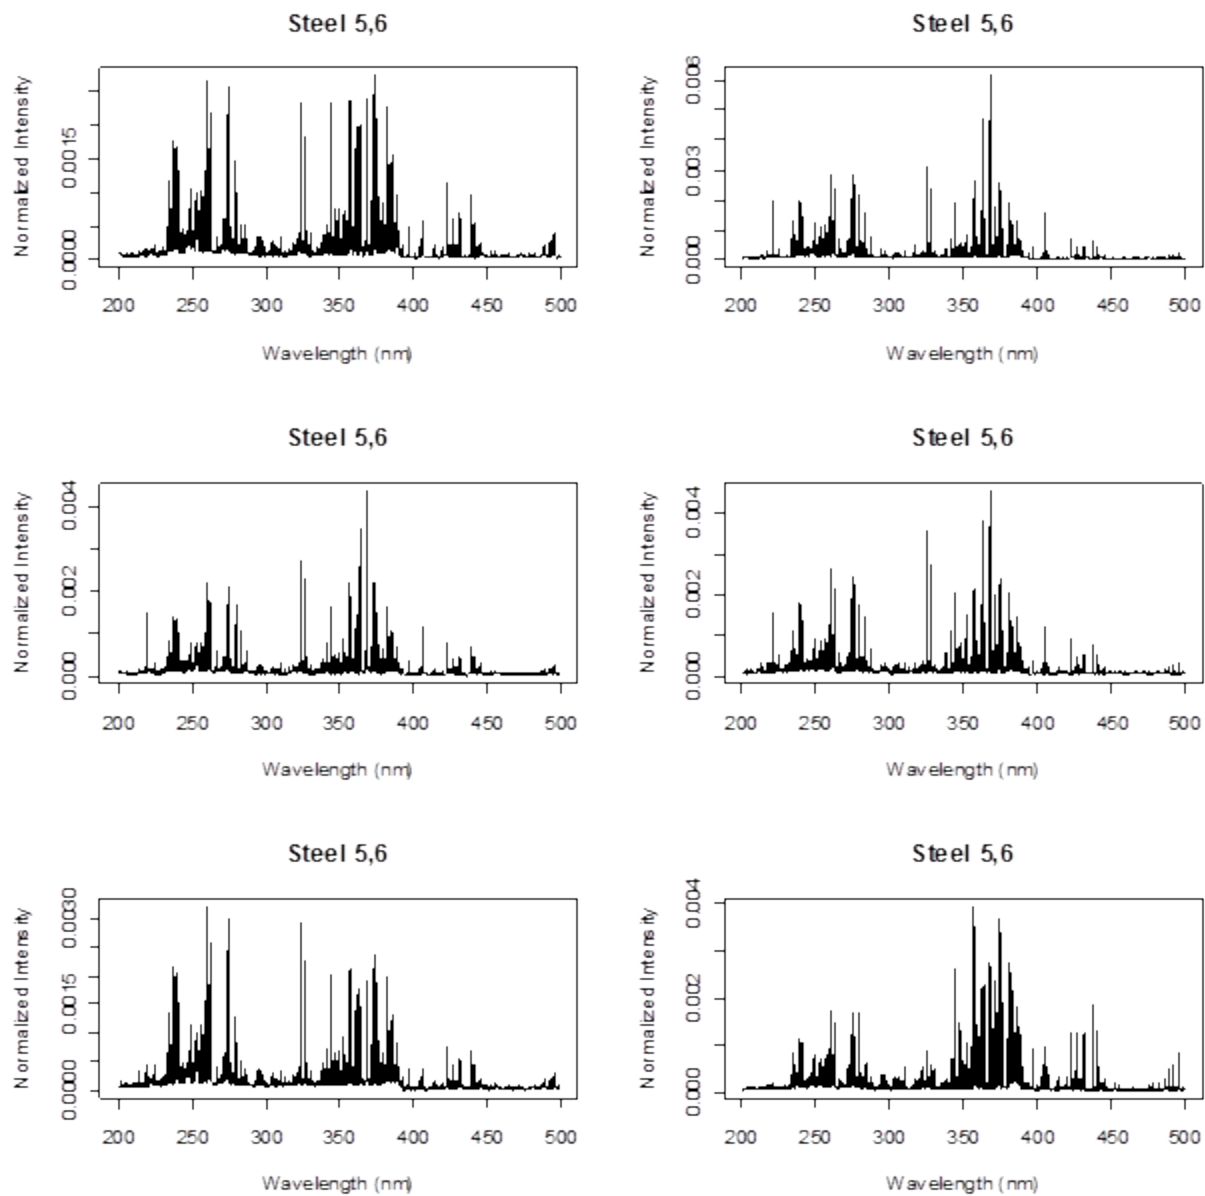 Steel 5,6
Normalized Intensity
0.0015
0.0000
200 250 300 350 400 450 500
Wavelength (nm)
Steel 5,6
Normalized Intensity
0.006
0.003
0.000
200 250 300 350 400 450 500
Wavelength (nm)
Steel 5,6
Normalized Intensity
0.004
0.002
0.000
200 250 300 350 400 450 500
Wavelength (nm)
Steel 5,6
Normalized Intensity
0.004
0.002
0.000
200 250 300 350 400 450 500
Wavelength (nm)
Steel 5,6
Normalized Intensity
0.0030
0.0015
0.0000
200 250 300 350 400 450 500
Wavelength (nm)
Steel 5,6
Normalized Intensity
0.004
0.002
0.000
200 250 300 350 400 450 500
Wavelength (nm)